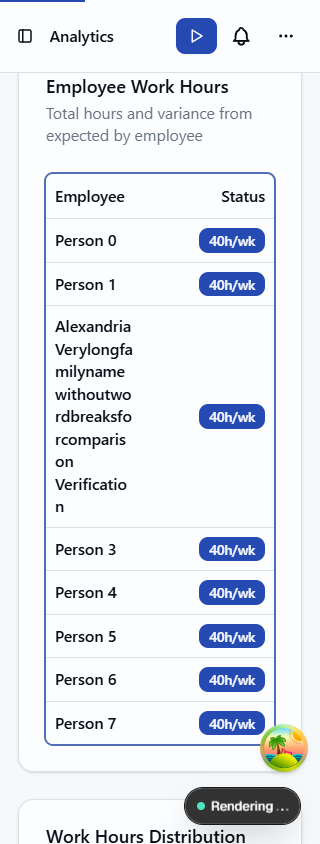 Analytics
Employee Work Hours
Total hours and variance from
expected by employee
Employee Status
Person 0 40h/wk
Person 1 40h/wk
Alexandria
Verylongfa
milyname
withoutwo
rdbreaksfo
rcomparis
on
Verificatio
n
40h/wk
Person 3 40h/wk
Person 4 40h/wk
Person 5 40h/wk
Person 6 40h/wk
Person 7 40h/wk
Rendering ...
Work Hours Distribution